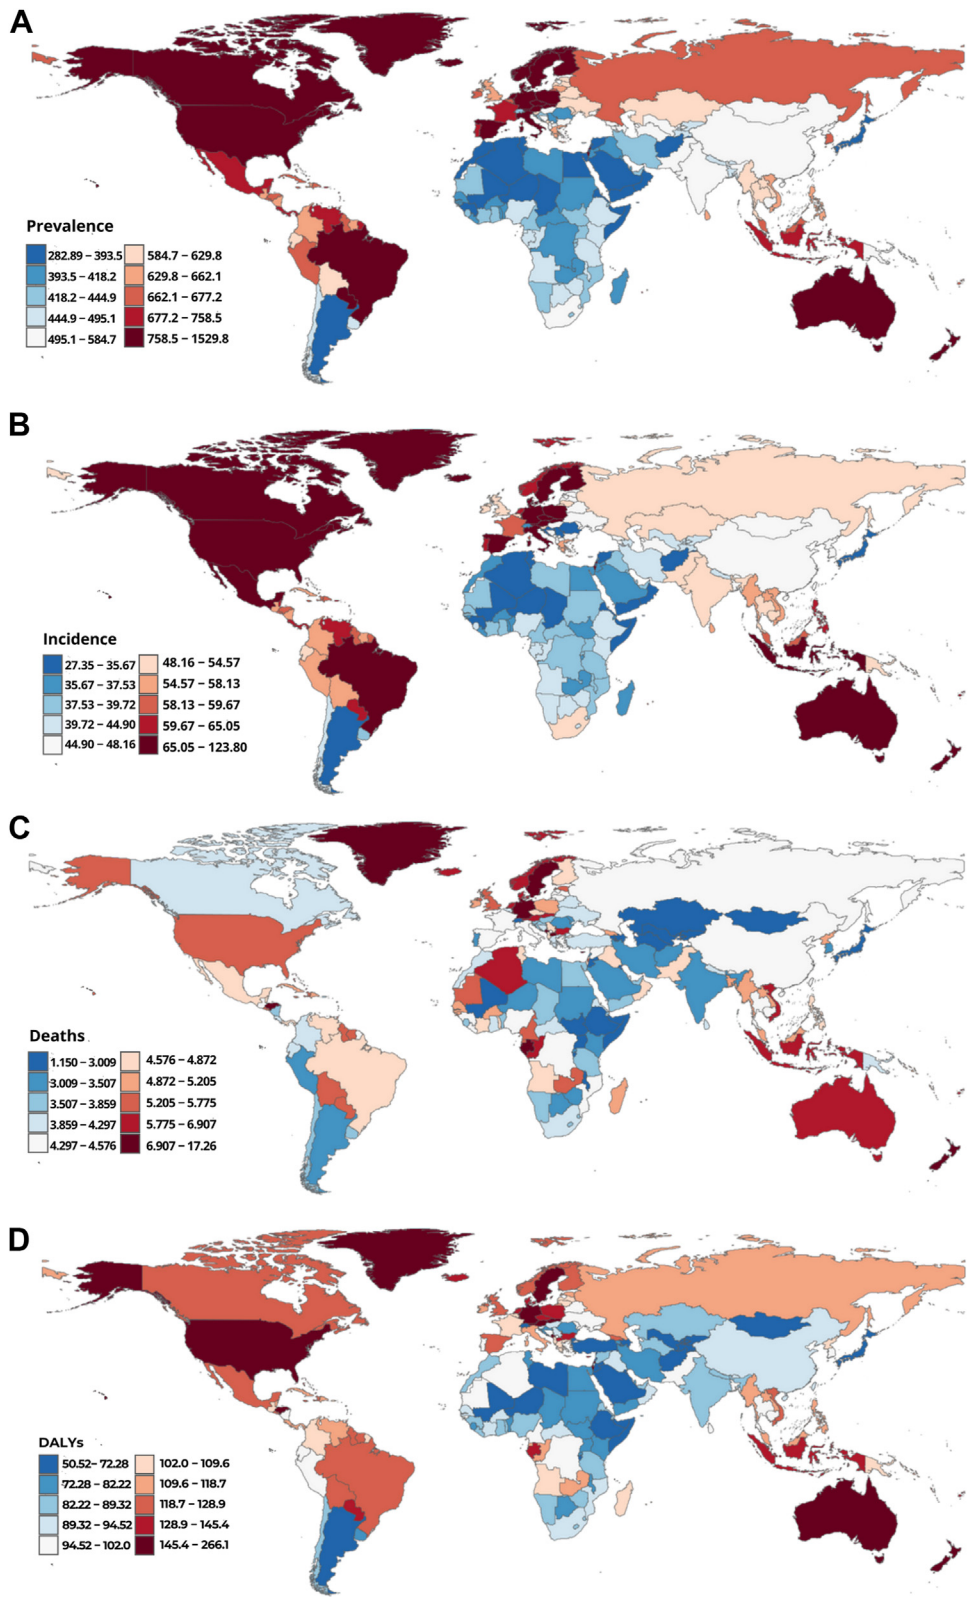 A
Prevalence
282.89 – 393.5 584.7 – 629.8
393.5 – 418.2 629.8 – 662.1
418.2 – 444.9 662.1 – 677.2
444.9 – 495.1 677.2 – 758.5
495.1 – 584.7 758.5 – 1529.8
B
Incidence
27.35 – 35.67 48.16 – 54.57
35.67 – 37.53 54.57 – 58.13
37.53 – 39.72 58.13 – 59.67
39.72 – 44.90 59.67 – 65.05
44.90 – 48.16 65.05 – 123.80
C
Deaths
1.150 – 3.009 4.576 – 4.872
3.009 – 3.507 4.872 – 5.205
3.507 – 3.859 5.205 – 5.775
3.859 – 4.297 5.775 – 6.907
4.297 – 4.576 6.907 – 17.26
D
DALYs
50.52 – 72.28 102.0 – 109.6
72.28 – 82.22 109.6 – 118.7
82.22 – 89.32 118.7 – 128.9
89.32 – 94.52 128.9 – 145.4
94.52 – 102.0 145.4 – 266.1